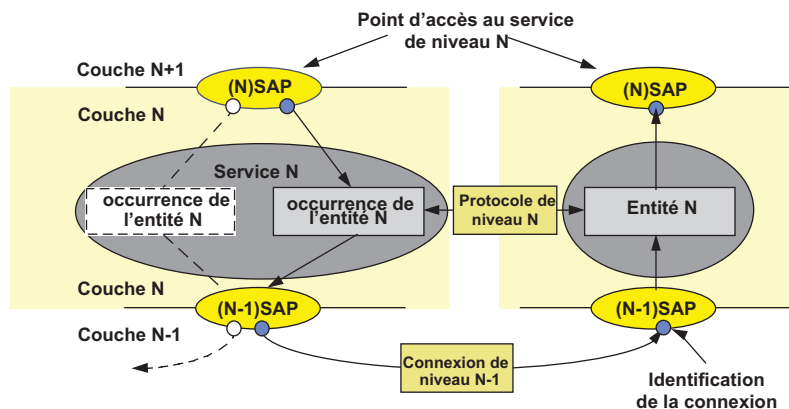 Point d'accès au service
de niveau N
Couche N+1
(N)SAP
(N)SAP
Couche N
Service N
occurrence de
l'entité N
occurrence de
l'entité N
Protocole de
niveau N
Entité N
Couche N
(N-1)SAP
(N-1)SAP
Couche N-1
Connexion de
niveau N-1
Identification
de la connexion